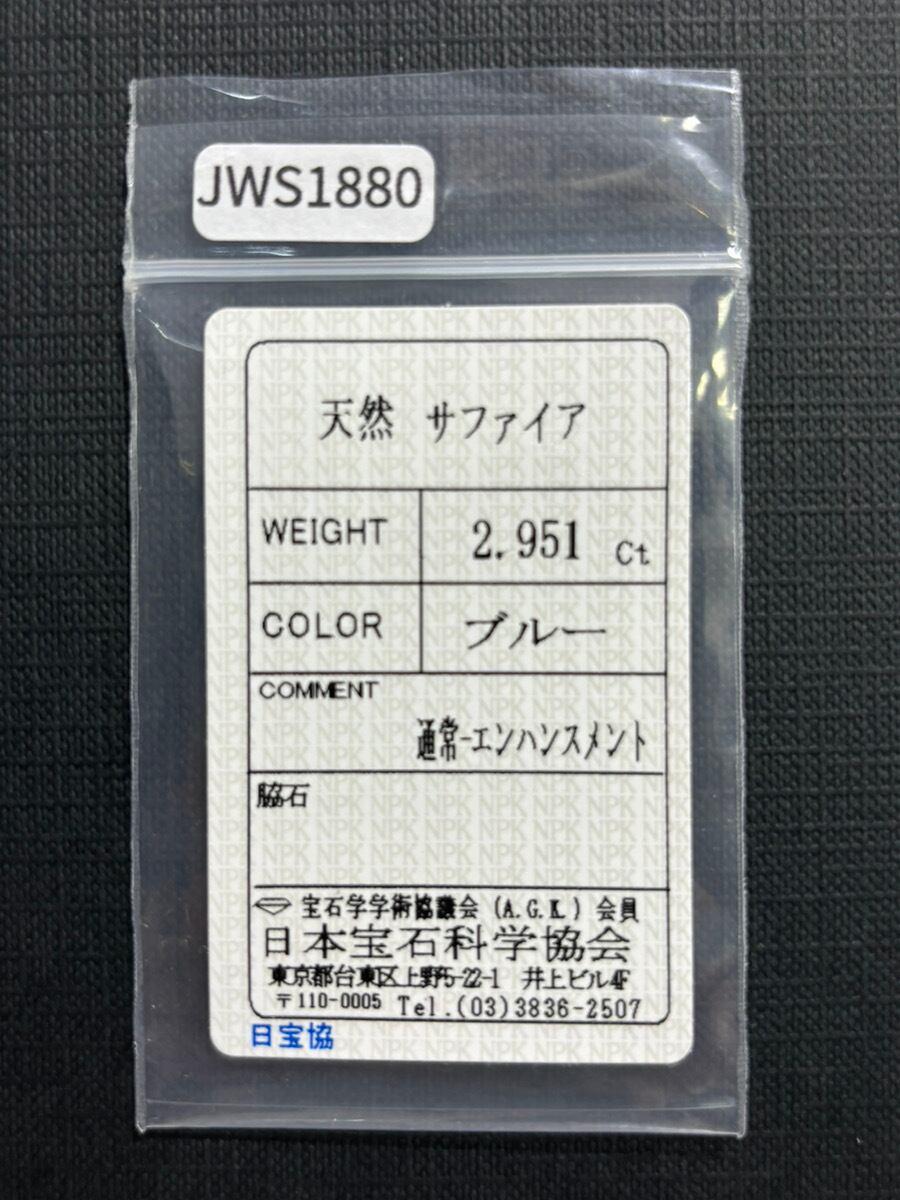 JWS1880
天然 サファイア
WEIGHT 2.951 Ct
COLOR ブルー
COMMENT
通常-エンハンスメント
脇石
宝石学学術協議会 (A.G.K.) 会員
日本宝石科学協会
東京都台東区上野5-22-1 井上ビル4F
〒110-0005 Tel.(03)3836-2507
日宝協